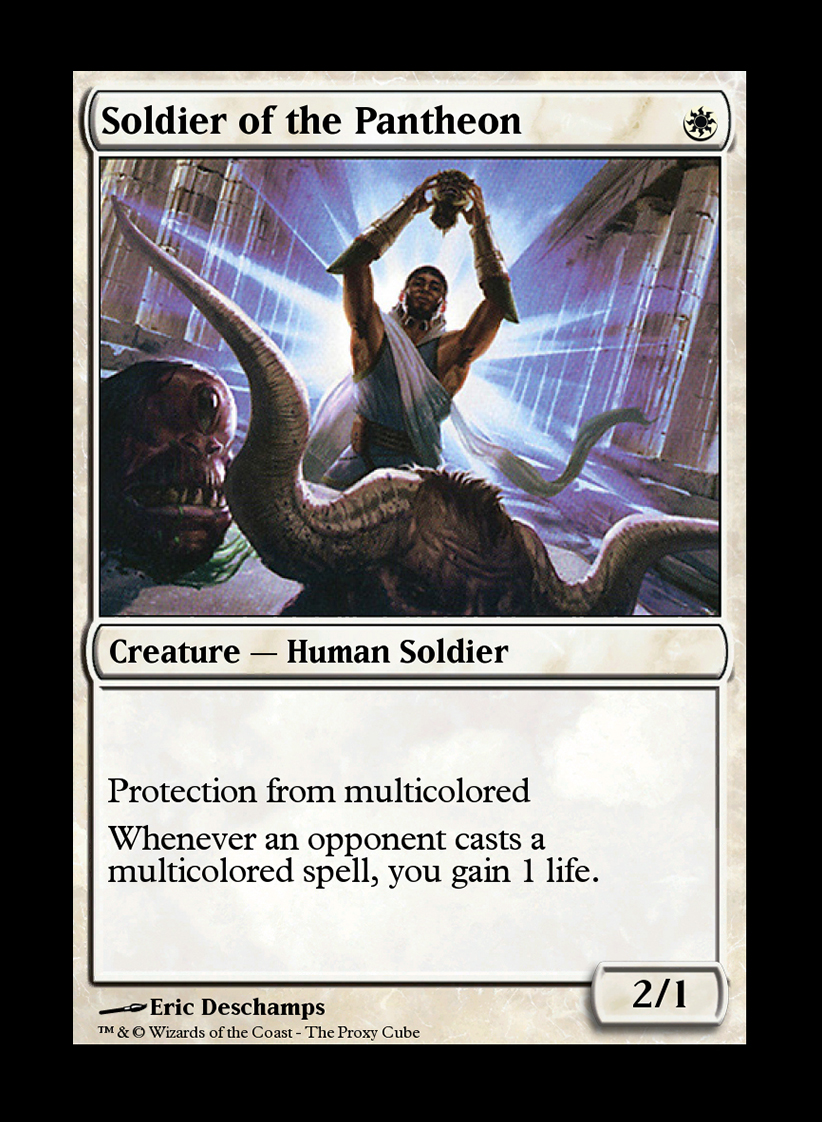 Soldier of the Pantheon
Creature — Human Soldier
Protection from multicolored
Whenever an opponent casts a
multicolored spell, you gain 1 life.
2/1
Eric Deschamps
™ & © Wizards of the Coast - The Proxy Cube